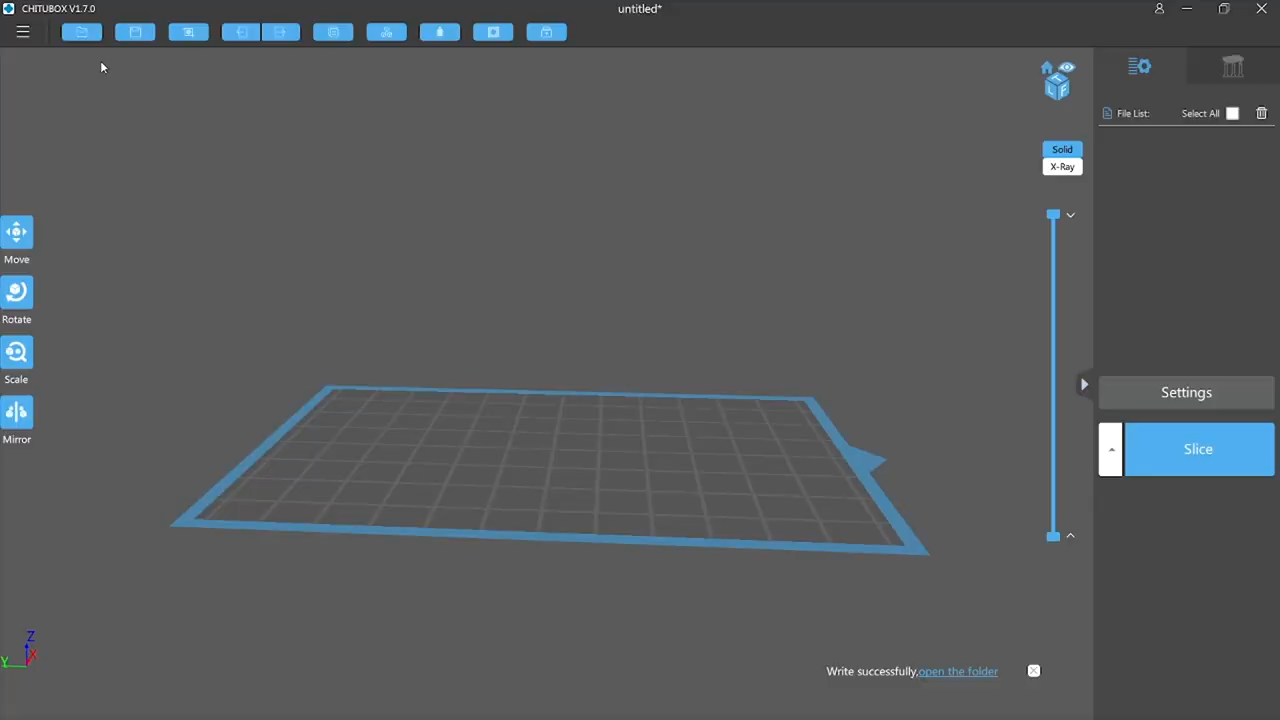 CHITUBOX V1.7.0
untitled*
File List:
Select All
Solid
X-Ray
Move
Rotate
Scale
Mirror
Settings
Slice
Z
Y
X
Write successfully,open the folder